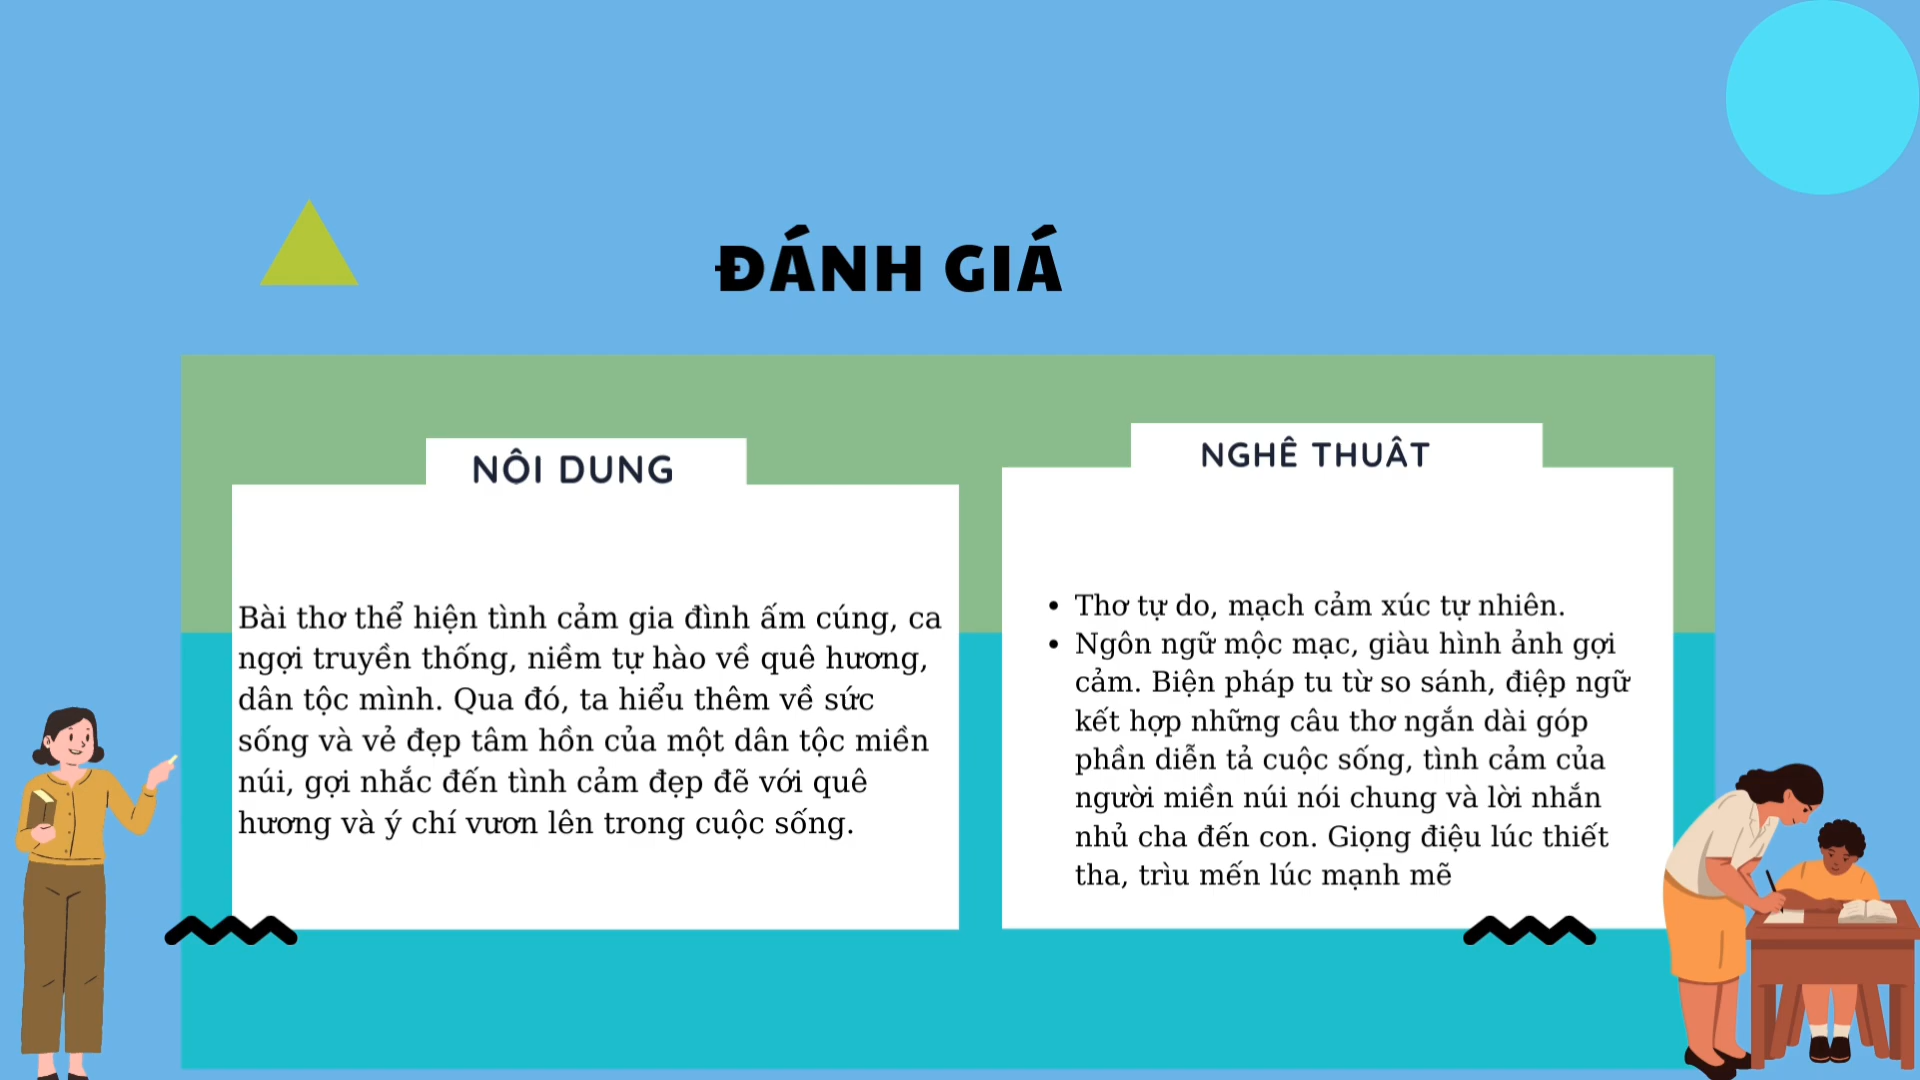 ĐÁNH GIÁ
NÔI DUNG
Bài thơ thể hiện tình cảm gia đình ấm cúng, ca
ngợi truyền thống, niềm tự hào về quê hương,
dân tộc mình. Qua đó, ta hiểu thêm về sức
sống và vẻ đẹp tâm hồn của một dân tộc miền
núi, gợi nhắc đến tình cảm đẹp đẽ với quê
hương và ý chí vươn lên trong cuộc sống.
NGHÊ THUÂT
• Thơ tự do, mạch cảm xúc tự nhiên.
• Ngôn ngữ mộc mạc, giàu hình ảnh gợi
cảm. Biện pháp tu từ so sánh, điệp ngữ
kết hợp những câu thơ ngắn dài góp
phần diễn tả cuộc sống, tình cảm của
người miền núi nói chung và lời nhắn
nhủ cha đến con. Giọng điệu lúc thiết
tha, trìu mến lúc mạnh mẽ